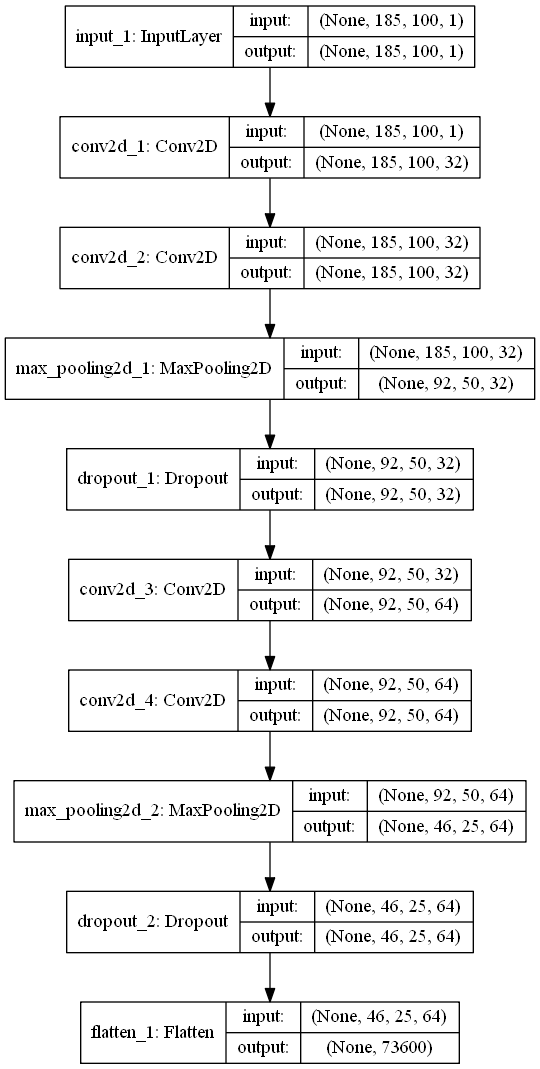 input_1: InputLayer
input: (None, 185, 100, 1)
output: (None, 185, 100, 1)
conv2d_1: Conv2D
input: (None, 185, 100, 1)
output: (None, 185, 100, 32)
conv2d_2: Conv2D
input: (None, 185, 100, 32)
output: (None, 185, 100, 32)
max_pooling2d_1: MaxPooling2D
input: (None, 185, 100, 32)
output: (None, 92, 50, 32)
dropout_1: Dropout
input: (None, 92, 50, 32)
output: (None, 92, 50, 32)
conv2d_3: Conv2D
input: (None, 92, 50, 32)
output: (None, 92, 50, 64)
conv2d_4: Conv2D
input: (None, 92, 50, 64)
output: (None, 92, 50, 64)
max_pooling2d_2: MaxPooling2D
input: (None, 92, 50, 64)
output: (None, 46, 25, 64)
dropout_2: Dropout
input: (None, 46, 25, 64)
output: (None, 46, 25, 64)
flatten_1: Flatten
input: (None, 46, 25, 64)
output: (None, 73600)